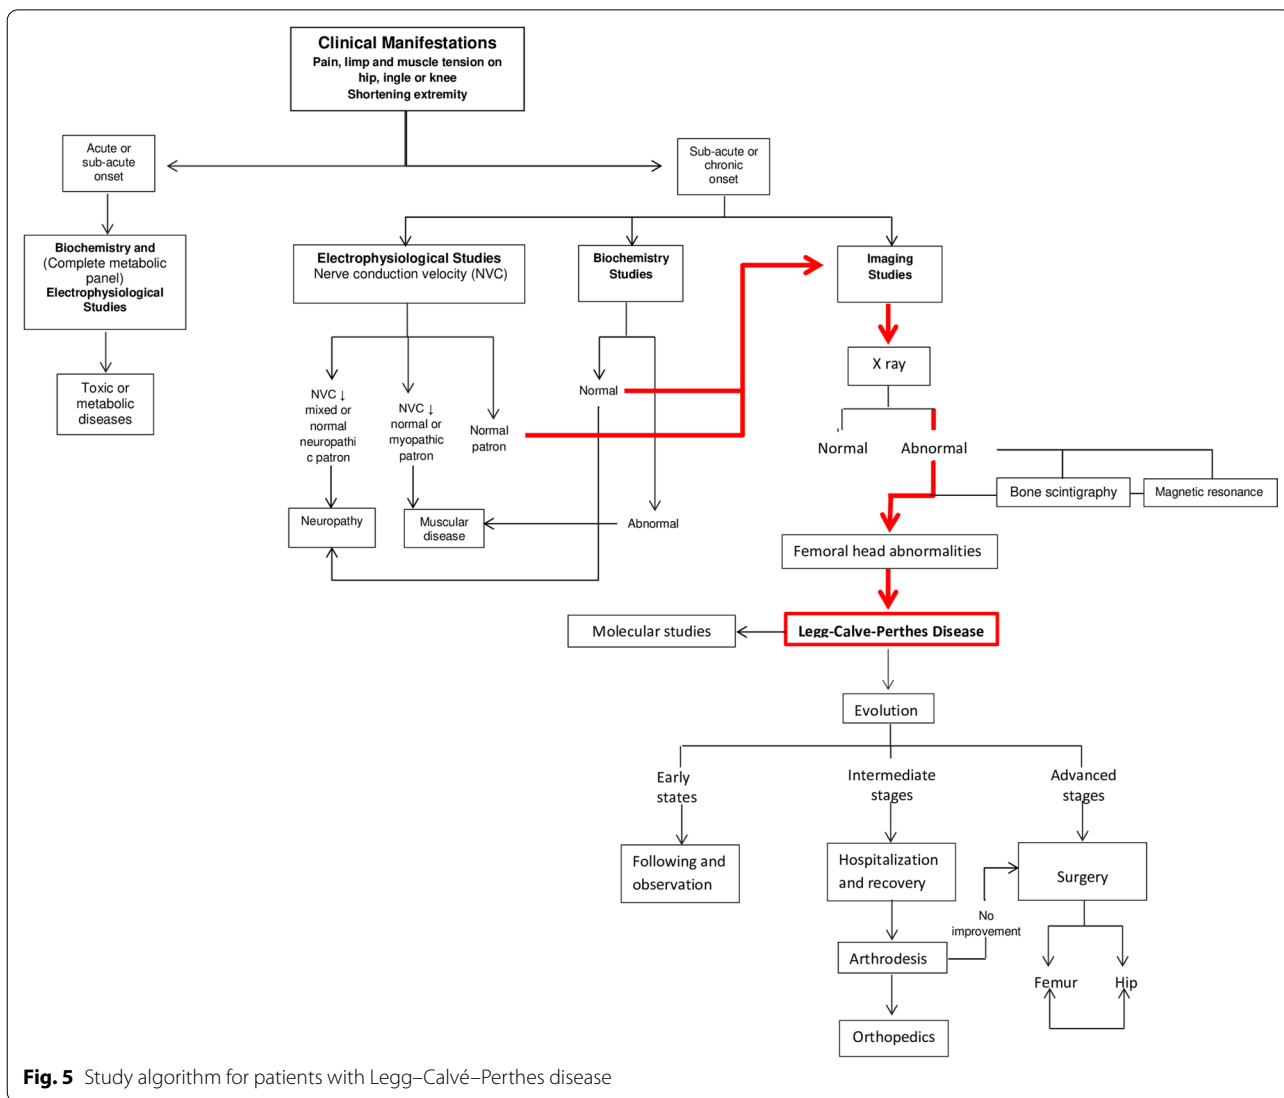 Clinical Manifestations
Pain, limp and muscle tension on
hip, ingle or knee
Shortening extremity
Acute or
sub-acute
onset
Sub-acute or
chronic
onset
Biochemistry and
(Complete metabolic
panel)
Electrophysiological
Studies
Electrophysiological Studies
Nerve conduction velocity (NVC)
Biochemistry
Studies
Imaging
Studies
Toxic or
metabolic
diseases
NVC ↓
mixed or
normal
neuropathi
c patron
NVC ↓
normal or
myopathic
patron
Normal
patron
Normal
X ray
Normal
Abnormal
Bone scintigraphy
Magnetic resonance
Neuropathy
Muscular
disease
Abnormal
Femoral head abnormalities
Molecular studies
Legg-Calve-Perthes Disease
Evolution
Early
states
Intermediate
stages
Advanced
stages
Following and
observation
Hospitalization
and recovery
Surgery
No
improvement
Arthrodesis
Femur
Hip
Orthopedics
Fig. 5 Study algorithm for patients with Legg–Calvé–Perthes disease